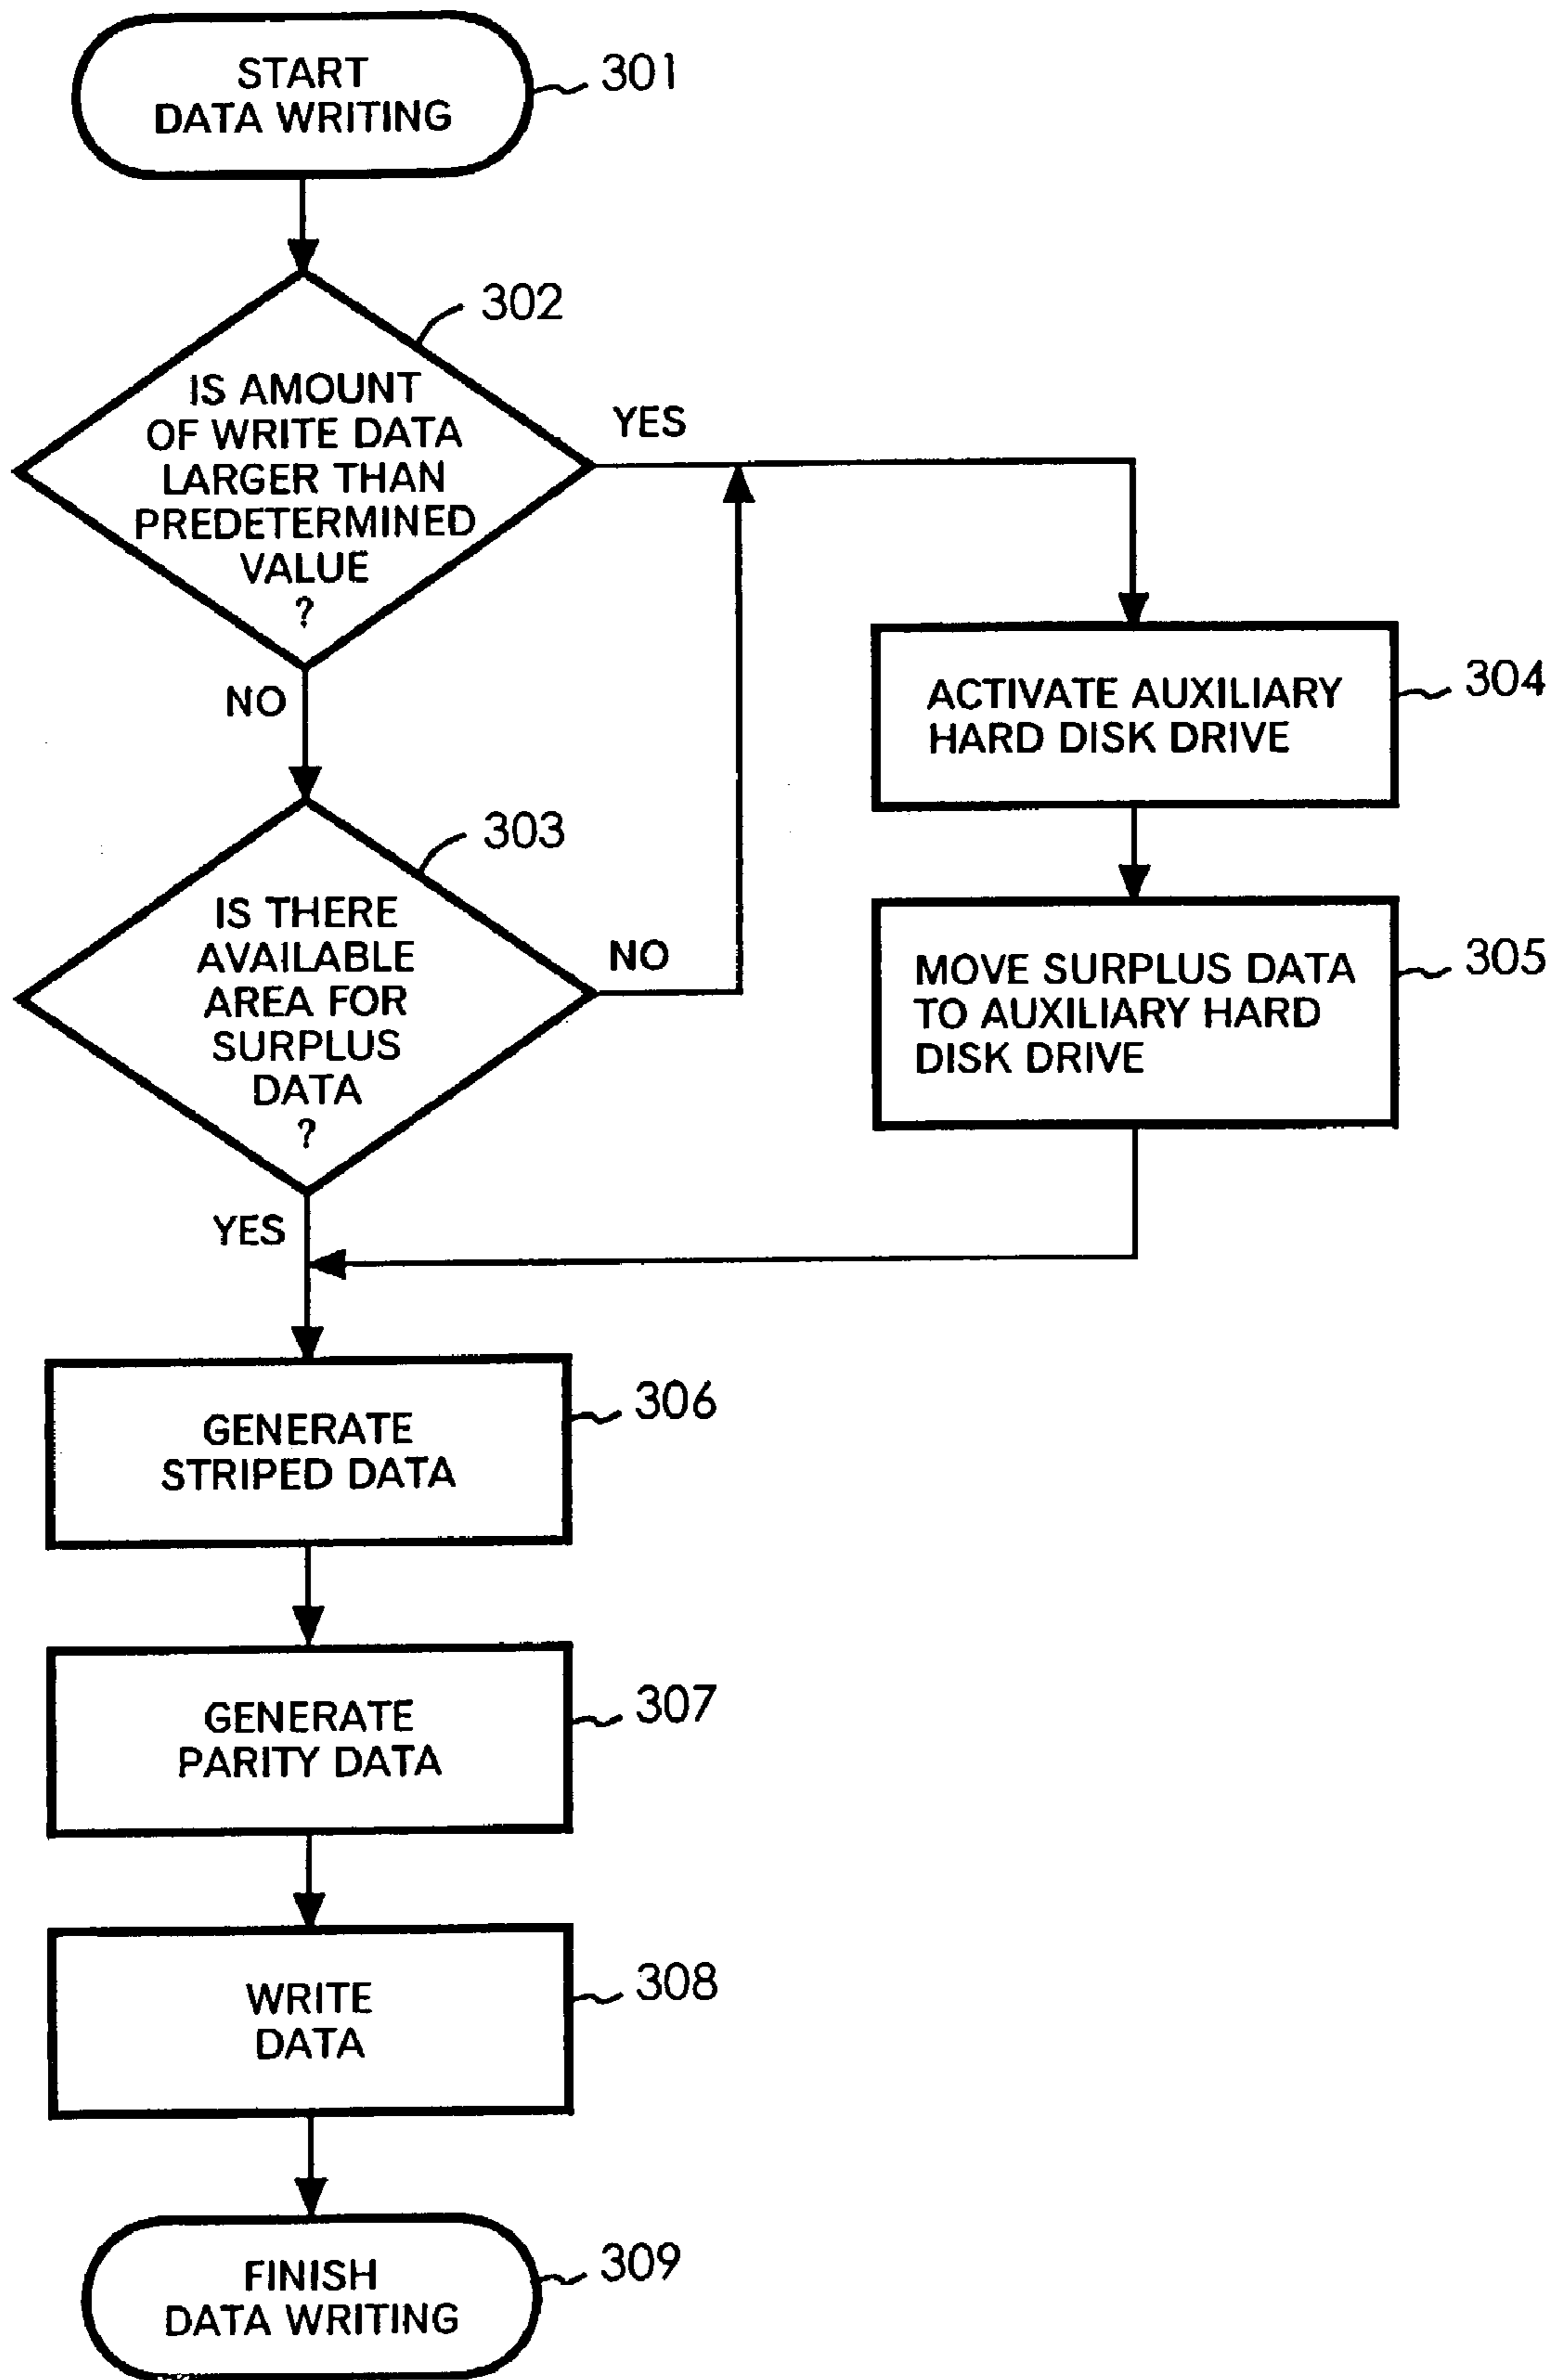 START
DATA WRITING
301
302
IS AMOUNT
OF WRITE DATA
LARGER THAN
PREDETERMINED
VALUE
?
YES
NO
304
ACTIVATE AUXILIARY
HARD DISK DRIVE
303
IS THERE
AVAILABLE
AREA FOR
SURPLUS
DATA
?
NO
YES
305
MOVE SURPLUS DATA
TO AUXILIARY HARD
DISK DRIVE
306
GENERATE
STRIPED DATA
307
GENERATE
PARITY DATA
308
WRITE
DATA
309
FINISH
DATA WRITING